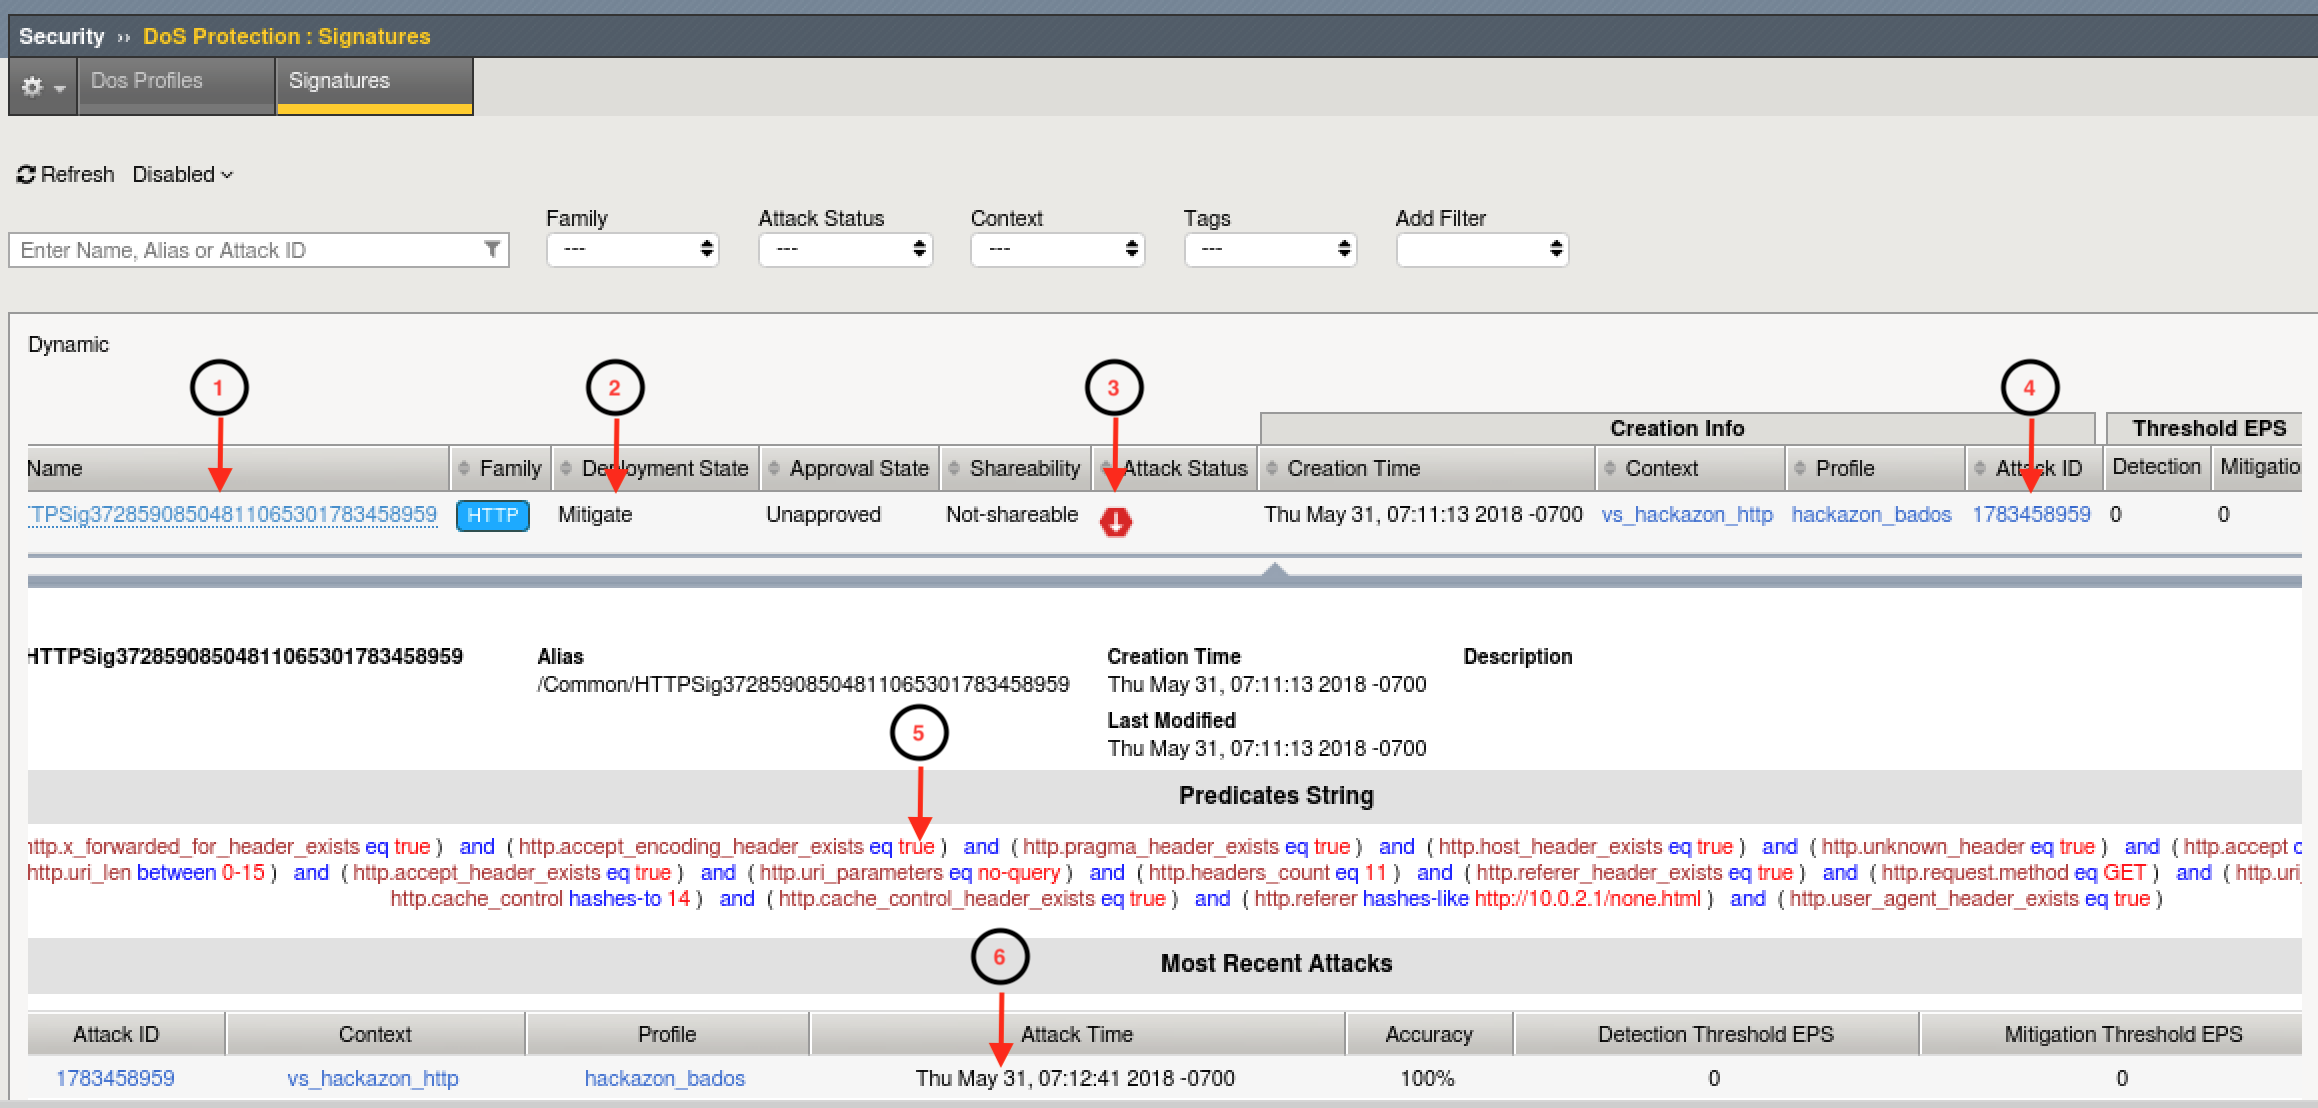 Security ›› DoS Protection : Signatures
Dos Profiles Signatures
Refresh Disabled
Family Attack Status Context Tags Add Filter
Enter Name, Alias or Attack ID --- --- --- ---
Dynamic
1 2 3 4
Creation Info Threshold EPS
Name Family Deployment State Approval State Shareability Attack Status Creation Time Context Profile Attack ID Detection Mitigatio
TPSig37285908504811065301783458959 HTTP Mitigate Unapproved Not-shareable Thu May 31, 07:11:13 2018 -0700 vs_hackazon_http hackazon_bados 1783458959 0 0
HTTPSig37285908504811065301783458959 Alias Creation Time Description
/Common/HTTPSig37285908504811065301783458959 Thu May 31, 07:11:13 2018 -0700
Last Modified
5
Thu May 31, 07:11:13 2018 -0700
Predicates String
http.x_forwarded_for_header_exists eq true ) and ( http.accept_encoding_header_exists eq true ) and ( http.pragma_header_exists eq true ) and ( http.host_header_exists eq true ) and ( http.unknown_header eq true ) and ( http.accept c
http.uri_len between 0-15 ) and ( http.accept_header_exists eq true ) and ( http.uri_parameters eq no-query ) and ( http.headers_count eq 11 ) and ( http.referer_header_exists eq true ) and ( http.request.method eq GET ) and ( http.uri_
http.cache_control hashes-to 14 ) and ( http.cache_control_header_exists eq true ) and ( http.referer hashes-like http://10.0.2.1/none.html ) and ( http.user_agent_header_exists eq true )
6
Most Recent Attacks
Attack ID Context Profile Attack Time Accuracy Detection Threshold EPS Mitigation Threshold EPS
1783458959 vs_hackazon_http hackazon_bados Thu May 31, 07:12:41 2018 -0700 100% 0 0